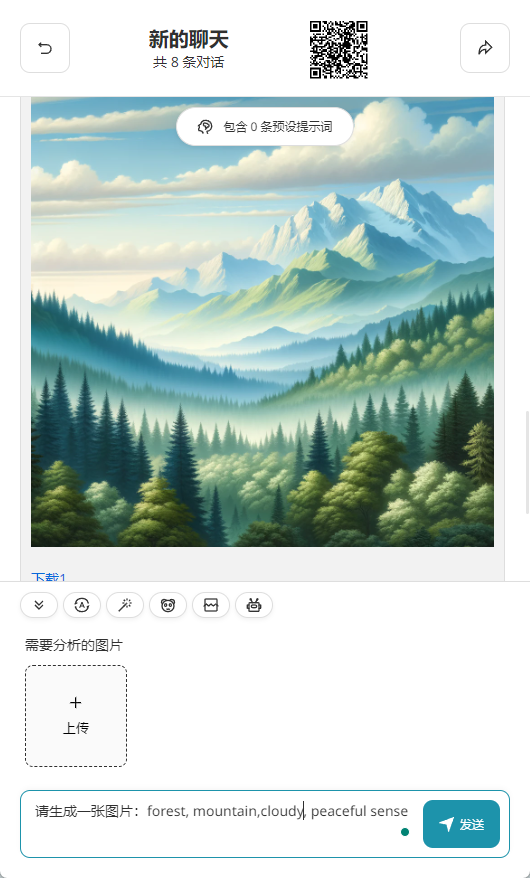 新的聊天
共 8 条对话
包含 0 条预设提示词
下载1
需要分析的图片
上传
请生成一张图片：forest, mountain,cloudy, peaceful sense
发送